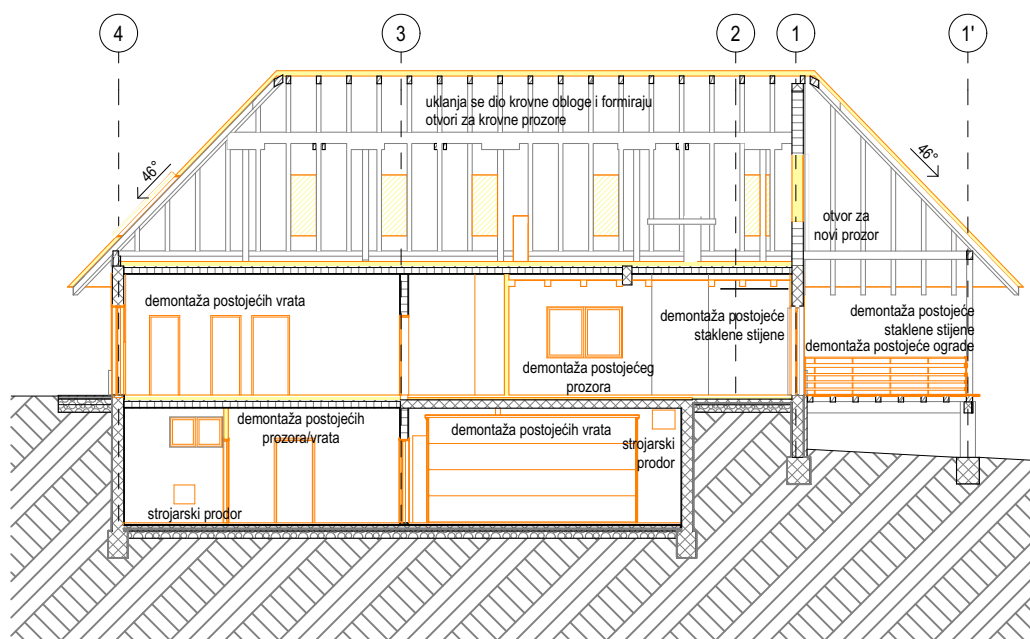 4
3
2
1
1'
uklanja se dio krovne obloge i formiraju
otvori za krovne prozore
46°
46°
otvor za
novi prozor
demontaža postojećih vrata
demontaža postojeće
staklene stijene
demontaža postojeće
staklene stijene
demontaža postojeće ograde
demontaža postojećeg
prozora
demontaža postojećih
prozora/vrata
demontaža postojećih vrata
strojarski
prodor
strojarski prodor